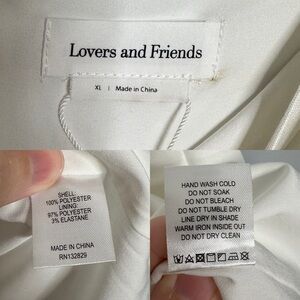 Lovers and Friends
XL | Made in China
SHELL:
100% POLYESTER
LINING:
97% POLYESTER
3% ELASTANE
MADE IN CHINA
RN132829
HAND WASH COLD
DO NOT SOAK
DO NOT BLEACH
DO NOT TUMBLE DRY
LINE DRY IN SHADE
WARM IRON INSIDE OUT
DO NOT DRY CLEAN